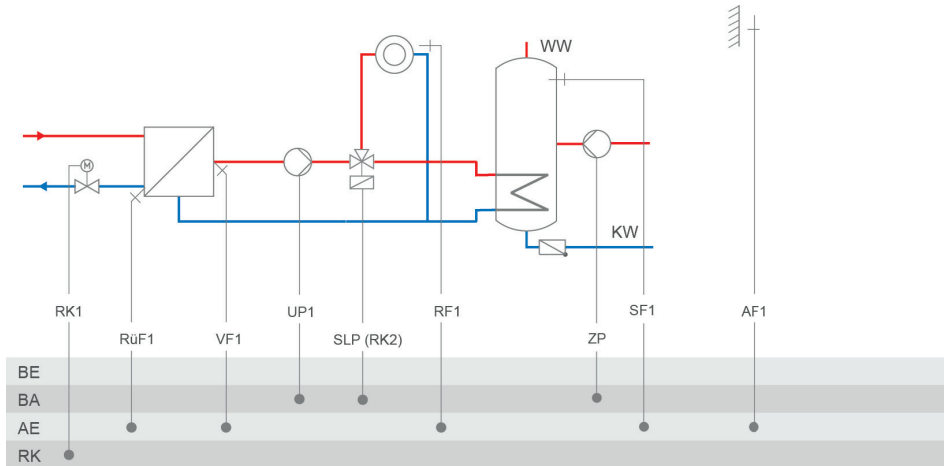 WW
M
KW
RK1
UP1
RF1
SF1
AF1
RüF1
VF1
SLP (RK2)
ZP
BE
BA
AE
RK